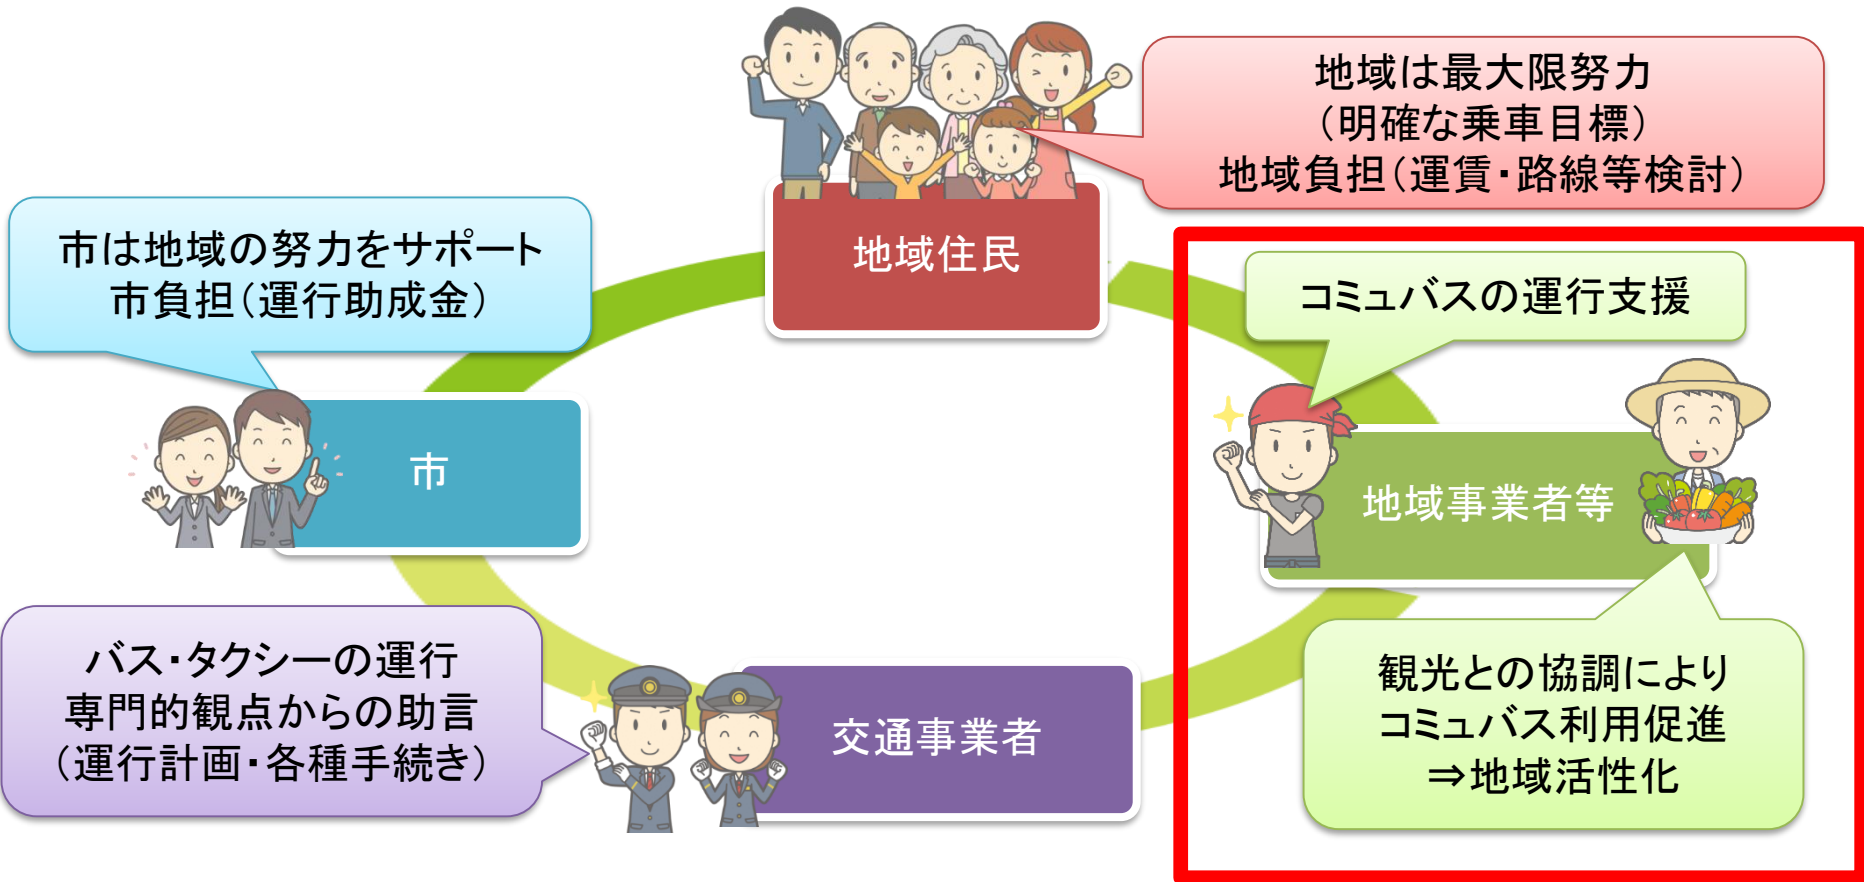 地域は最大限努力
（明確な乗車目標）
地域負担（運賃・路線等検討）
地域住民
市は地域の努力をサポート
市負担（運行助成金）
市
コミュバスの運行支援
地域事業者等
観光との協調により
コミュバス利用促進
⇒地域活性化
バス・タクシーの運行
専門的観点からの助言
（運行計画・各種手続き）
交通事業者